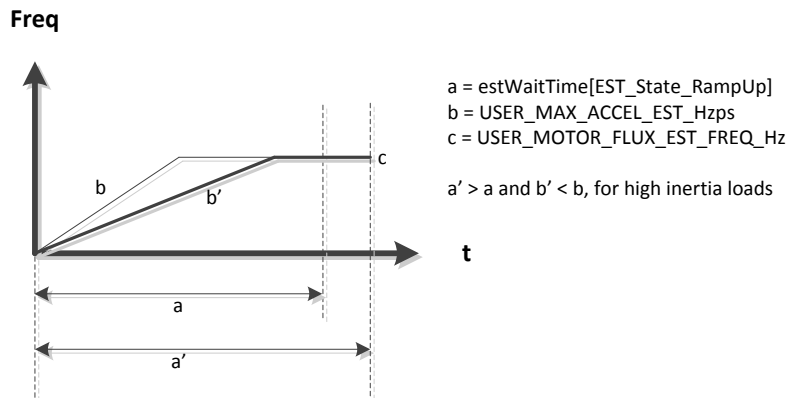 Freq
a = estWaitTime[EST_State_RampUp]
b = USER_MAX_ACCEL_EST_Hzps
c = USER_MOTOR_FLUX_EST_FREQ_Hz
a’ > a and b’ < b, for high inertia loads
c
b
b’
t
a
a’